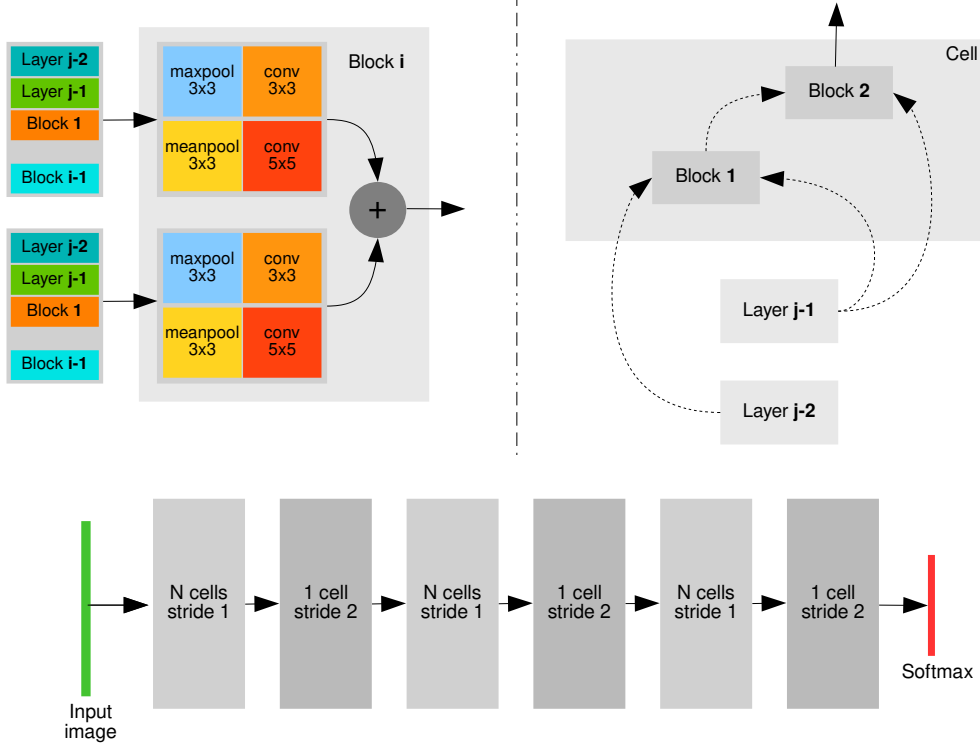 Layer j-2
Layer j-1
Block 1
Block i-1
maxpool
3x3
conv
3x3
meanpool
3x3
conv
5x5
Block i
+
Layer j-2
Layer j-1
Block 1
Block i-1
maxpool
3x3
conv
3x3
meanpool
3x3
conv
5x5
Cell
Block 2
Block 1
Layer j-1
Layer j-2
Input
image
N cells
stride 1
1 cell
stride 2
N cells
stride 1
1 cell
stride 2
N cells
stride 1
1 cell
stride 2
Softmax